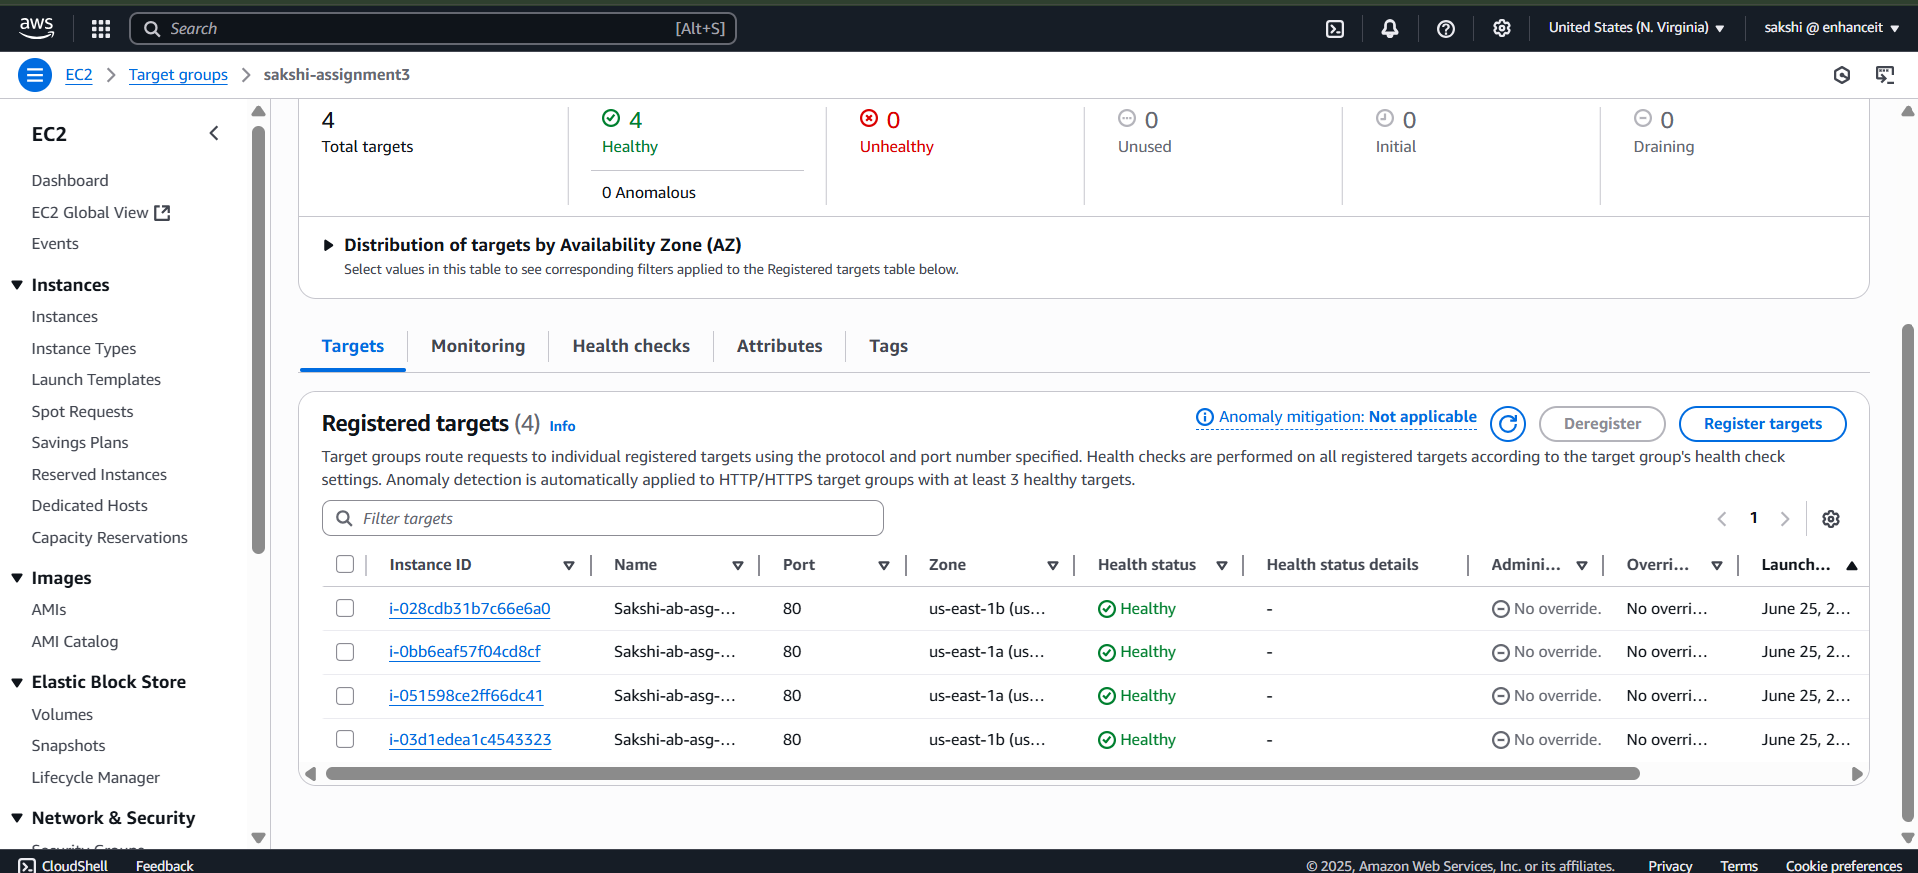 aws
Search
[Alt+S]
United States (N. Virginia)
sakshi @ enhanceit
EC2
Target groups
sakshi-assignment3
EC2
Dashboard
EC2 Global View
Events
Instances
Instances
Instance Types
Launch Templates
Spot Requests
Savings Plans
Reserved Instances
Dedicated Hosts
Capacity Reservations
Images
AMIs
AMI Catalog
Elastic Block Store
Volumes
Snapshots
Lifecycle Manager
Network & Security
Security Groups
4
Total targets
4
Healthy
0 Anomalous
0
Unhealthy
0
Unused
0
Initial
0
Draining
Distribution of targets by Availability Zone (AZ)
Select values in this table to see corresponding filters applied to the Registered targets table below.
Targets
Monitoring
Health checks
Attributes
Tags
Registered targets (4) Info
Anomaly mitigation: Not applicable
Deregister
Register targets
Target groups route requests to individual registered targets using the protocol and port number specified. Health checks are performed on all registered targets according to the target group's health check
settings. Anomaly detection is automatically applied to HTTP/HTTPS target groups with at least 3 healthy targets.
Filter targets
1
Instance ID Name Port Zone Health status Health status details Admini... Overri... Launch...
i-028cdb31b7c66e6a0 Sakshi-ab-asg-... 80 us-east-1b (us... Healthy - No override. No overri... June 25, 2...
i-0bb6eaf57f04cd8cf Sakshi-ab-asg-... 80 us-east-1a (us... Healthy - No override. No overri... June 25, 2...
i-051598ce2ff66dc41 Sakshi-ab-asg-... 80 us-east-1a (us... Healthy - No override. No overri... June 25, 2...
i-03d1edea1c4543323 Sakshi-ab-asg-... 80 us-east-1b (us... Healthy - No override. No overri... June 25, 2...
CloudShell
Feedback
© 2025, Amazon Web Services, Inc. or its affiliates.
Privacy
Terms
Cookie preferences